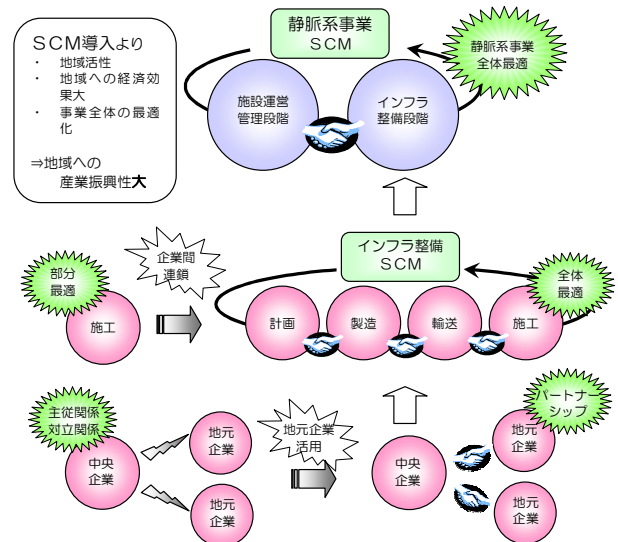 SCM導入より
・ 地域活性
・ 地域への経済効
果大
・ 事業全体の最適
化
⇒地域への
産業振興性大
静脈系事業
SCM
静脈系事業
全体最適
施設運営
管理段階
インフラ
整備段階
企業間
連鎖
インフラ整備
SCM
部分
最適
全体
最適
施工
計画
製造
輸送
施工
主従関係
対立関係
地元
企業
地元企業
活用
パートナー
シップ
地元
企業
中央
企業
中央
企業
地元
企業
地元
企業